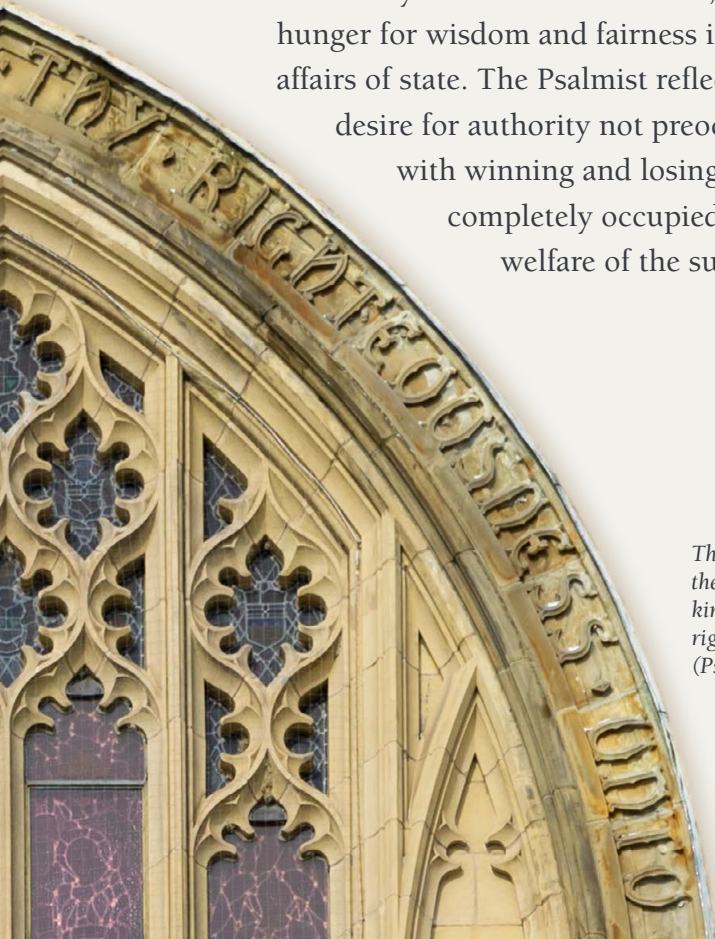 hunger for wisdom and fairness i
affairs of state. The Psalmist refle
desire for authority not preoc
with winning and losing
completely occupied
welfare of the su
· THY · RIGHTEOUSNESS · UNTO
Th
the
kin
rig
(Ps